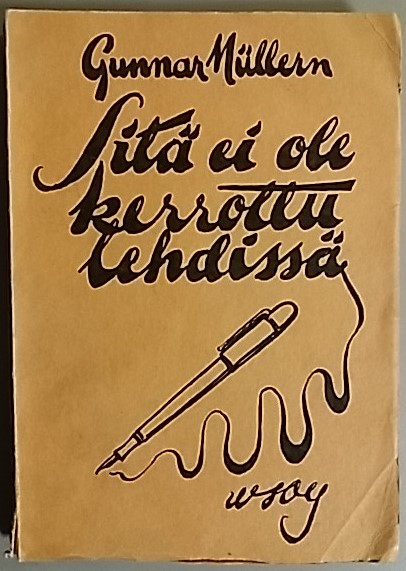 Gunnar Müllern
Sitä ei ole
kerrottu
lehdissä
wsoy